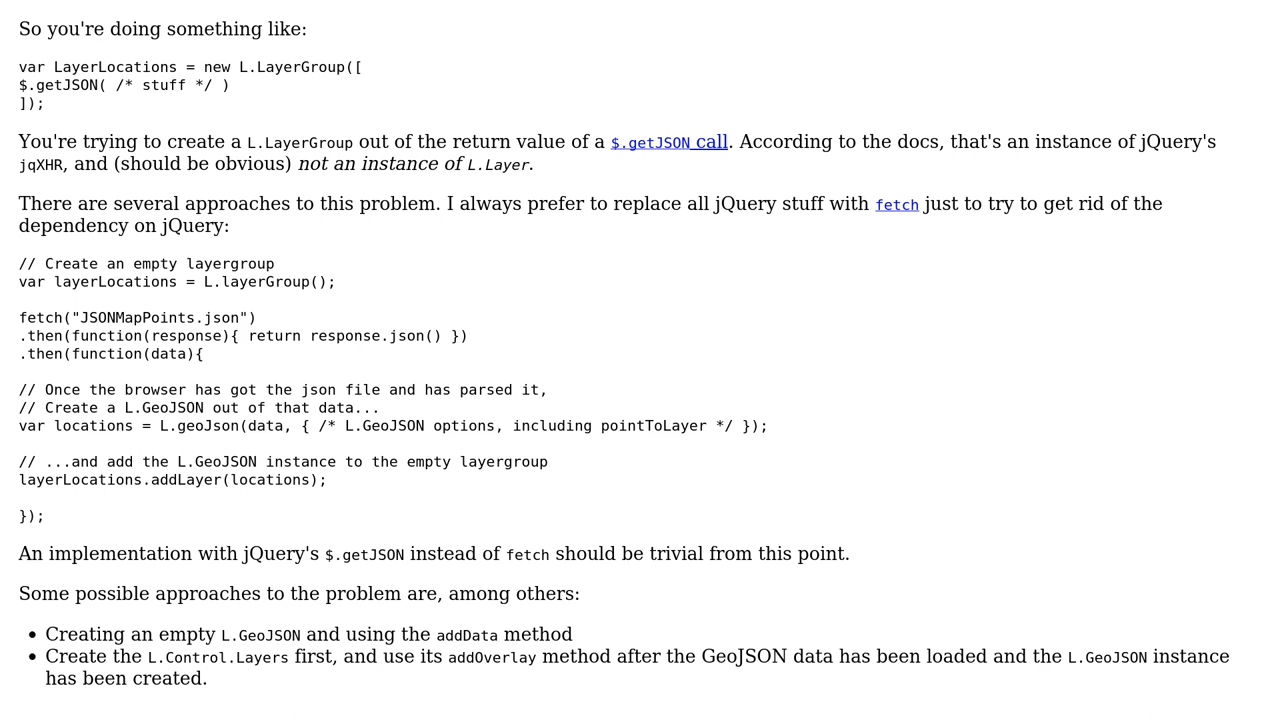 So you're doing something like:
var LayerLocations = new L.LayerGroup([
$.getJSON( /* stuff */ )
]);
You're trying to create a L.LayerGroup out of the return value of a $.getJSON call. According to the docs, that's an instance of jQuery's
jqXHR, and (should be obvious) not an instance of L.Layer.
There are several approaches to this problem. I always prefer to replace all jQuery stuff with fetch just to try to get rid of the
dependency on jQuery:
// Create an empty layergroup
var layerLocations = L.layerGroup();
fetch("JSONMapPoints.json")
.then(function(response){ return response.json() })
.then(function(data){
// Once the browser has got the json file and has parsed it,
// Create a L.GeoJSON out of that data...
var locations = L.geoJson(data, { /* L.GeoJSON options, including pointToLayer */ });
// ...and add the L.GeoJSON instance to the empty layergroup
layerLocations.addLayer(locations);
});
An implementation with jQuery's $.getJSON instead of fetch should be trivial from this point.
Some possible approaches to the problem are, among others:
• Creating an empty L.GeoJSON and using the addData method
• Create the L.Control.Layers first, and use its addOverlay method after the GeoJSON data has been loaded and the L.GeoJSON instance
has been created.